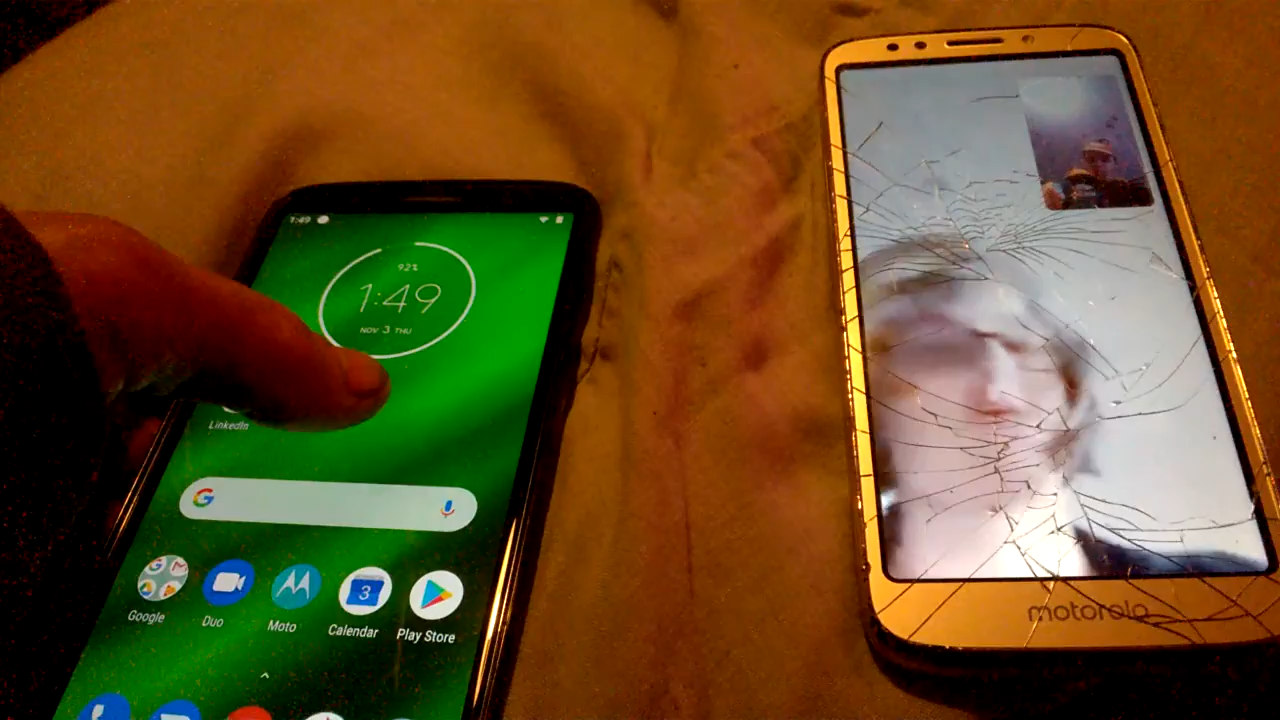 1:49
92%
1:49
NOV 3 THU
LinkedIn
G
G M
3
Google
Duo
Moto
Calendar
Play Store
motorola